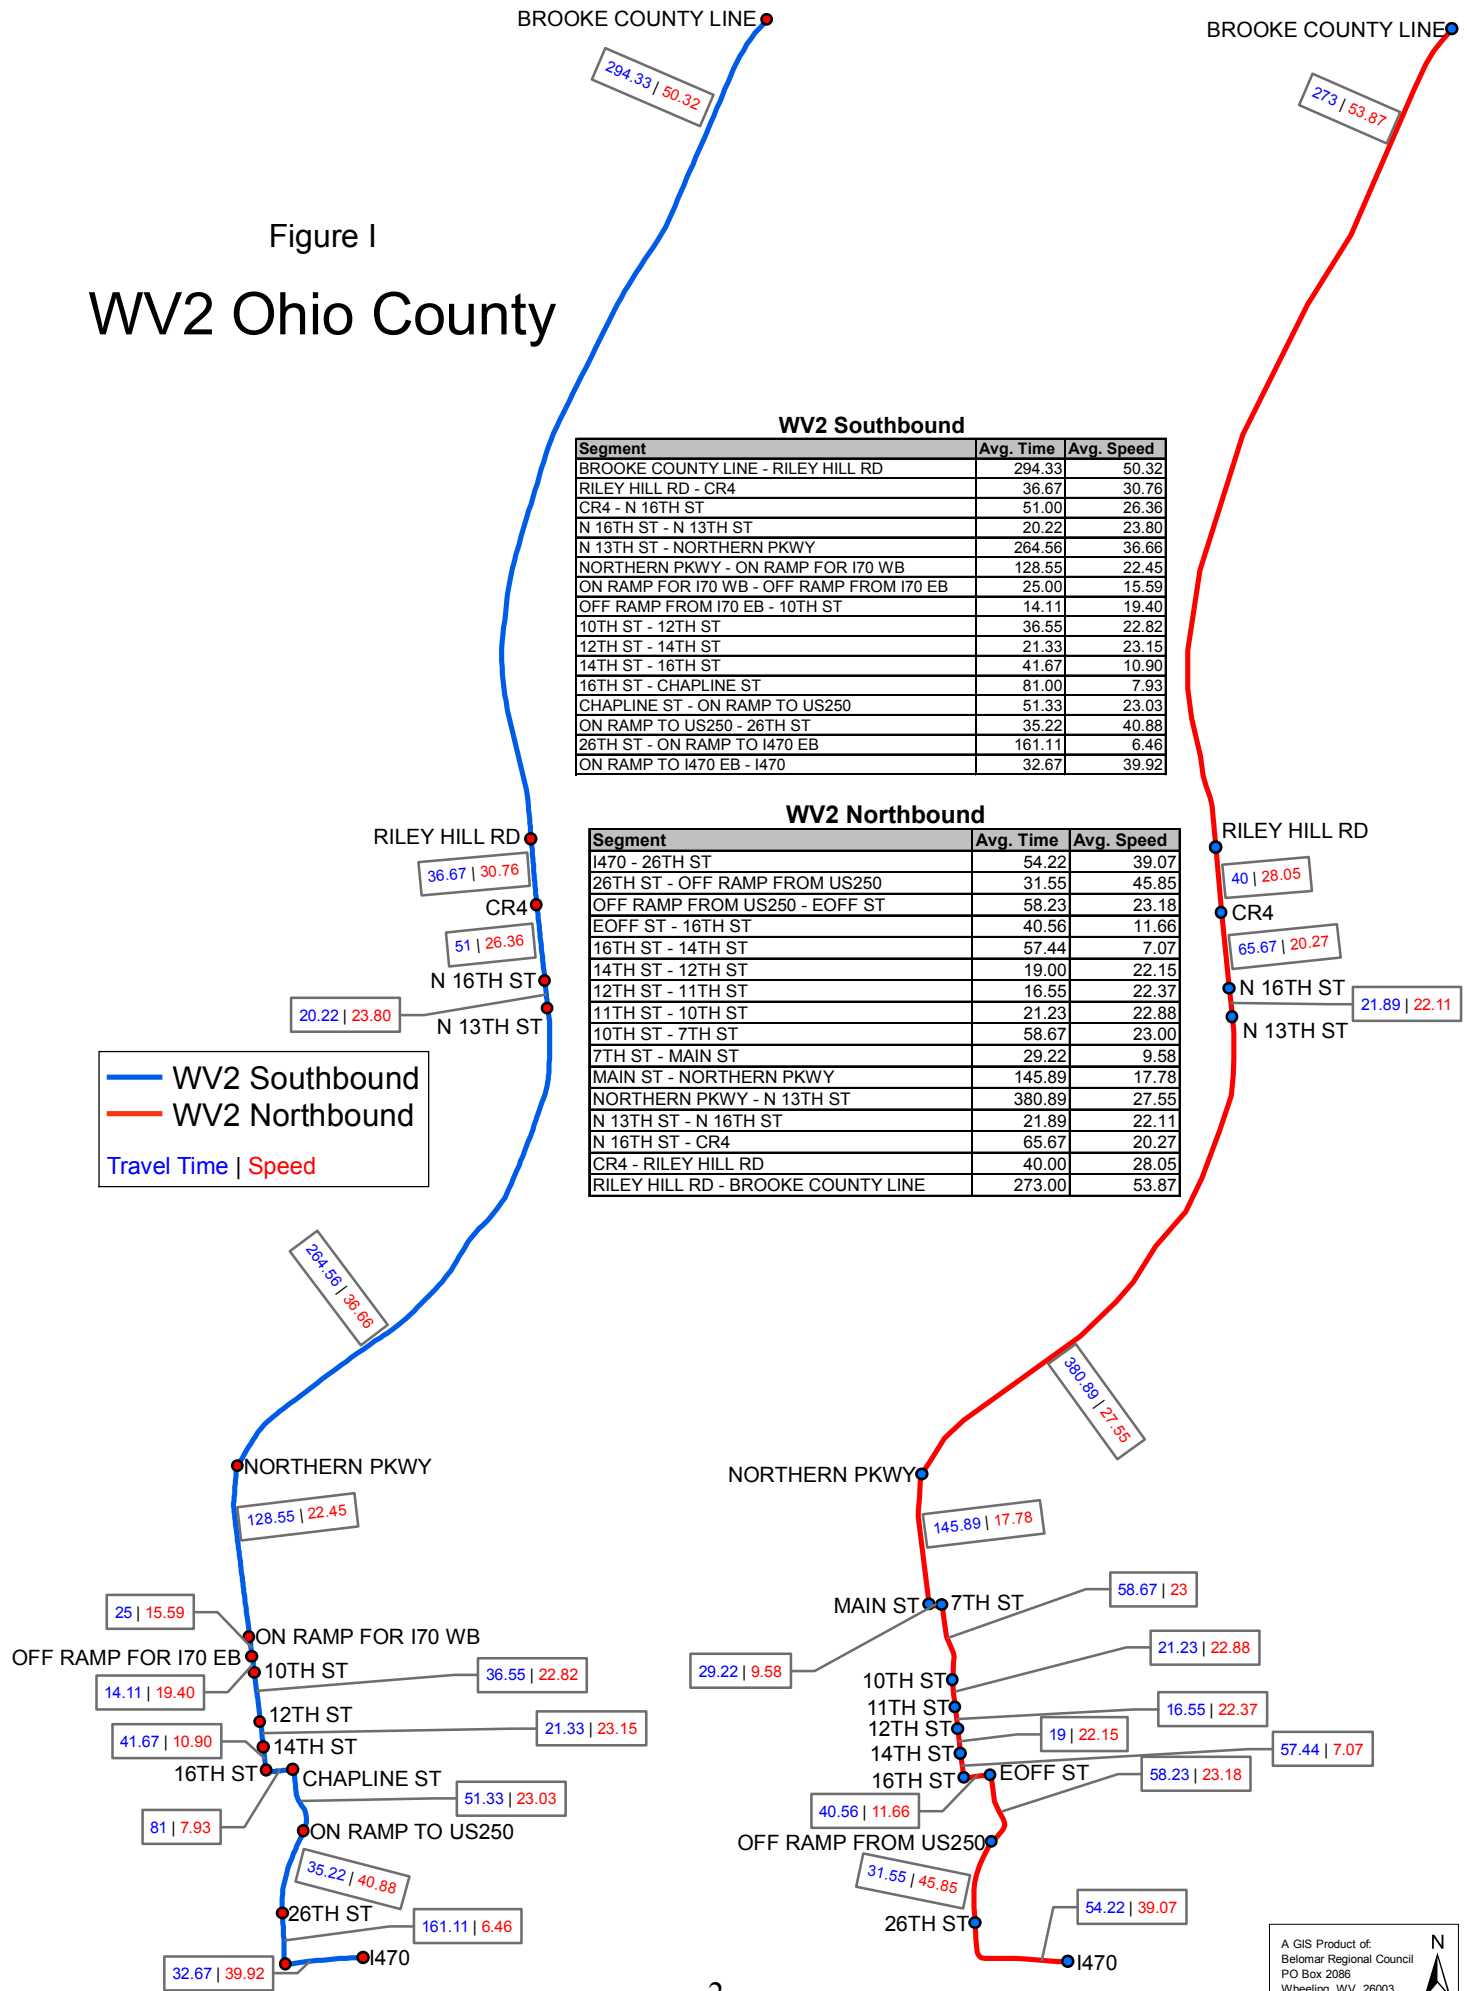 BROOKE COUNTY LINE
BROOKE COUNTY LINE
294.33 | 50.32
273 | 53.87
Figure I
WV2 Ohio County
WV2 Southbound
Segment Avg. Time Avg. Speed
BROOKE COUNTY LINE - RILEY HILL RD 294.33 50.32
RILEY HILL RD - CR4 36.67 30.76
CR4 - N 16TH ST 51.00 26.36
N 16TH ST - N 13TH ST 20.22 23.80
N 13TH ST - NORTHERN PKWY 264.56 36.66
NORTHERN PKWY - ON RAMP FOR I70 WB 128.55 22.45
ON RAMP FOR I70 WB - OFF RAMP FROM I70 EB 25.00 15.59
OFF RAMP FROM I70 EB - 10TH ST 14.11 19.40
10TH ST - 12TH ST 36.55 22.82
12TH ST - 14TH ST 21.33 23.15
14TH ST - 16TH ST 41.67 10.90
16TH ST - CHAPLINE ST 81.00 7.93
CHAPLINE ST - ON RAMP TO US250 51.33 23.03
ON RAMP TO US250 - 26TH ST 35.22 40.88
26TH ST - ON RAMP TO I470 EB 161.11 6.46
ON RAMP TO I470 EB - I470 32.67 39.92
WV2 Northbound
Segment Avg. Time Avg. Speed
I470 - 26TH ST 54.22 39.07
26TH ST - OFF RAMP FROM US250 31.55 45.85
OFF RAMP FROM US250 - EOFF ST 58.23 23.18
EOFF ST - 16TH ST 40.56 11.66
16TH ST - 14TH ST 57.44 7.07
14TH ST - 12TH ST 19.00 22.15
12TH ST - 11TH ST 16.55 22.37
11TH ST - 10TH ST 21.23 22.88
10TH ST - 7TH ST 58.67 23.00
7TH ST - MAIN ST 29.22 9.58
MAIN ST - NORTHERN PKWY 145.89 17.78
NORTHERN PKWY - N 13TH ST 380.89 27.55
N 13TH ST - N 16TH ST 21.89 22.11
N 16TH ST - CR4 65.67 20.27
CR4 - RILEY HILL RD 40.00 28.05
RILEY HILL RD - BROOKE COUNTY LINE 273.00 53.87
RILEY HILL RD
36.67 | 30.76
CR4
51 | 26.36
N 16TH ST
20.22 | 23.80
N 13TH ST
RILEY HILL RD
40 | 28.05
CR4
65.67 | 20.27
N 16TH ST
21.89 | 22.11
N 13TH ST
WV2 Southbound
WV2 Northbound
Travel Time | Speed
264.56 | 36.66
380.89 | 27.55
NORTHERN PKWY
128.55 | 22.45
25 | 15.59
ON RAMP FOR I70 WB
OFF RAMP FOR I70 EB
10TH ST
14.11 | 19.40
36.55 | 22.82
12TH ST
21.33 | 23.15
41.67 | 10.90
14TH ST
16TH ST
CHAPLINE ST
51.33 | 23.03
81 | 7.93
ON RAMP TO US250
35.22 | 40.88
26TH ST
161.11 | 6.46
I470
32.67 | 39.92
NORTHERN PKWY
145.89 | 17.78
58.67 | 23
MAIN ST
7TH ST
21.23 | 22.88
29.22 | 9.58
10TH ST
11TH ST
16.55 | 22.37
12TH ST
19 | 22.15
14TH ST
57.44 | 7.07
16TH ST
EOFF ST
58.23 | 23.18
40.56 | 11.66
OFF RAMP FROM US250
31.55 | 45.85
54.22 | 39.07
26TH ST
I470
A GIS Product of:
Belomar Regional Council
PO Box 2086
Wheeling, WV 26003
N
2